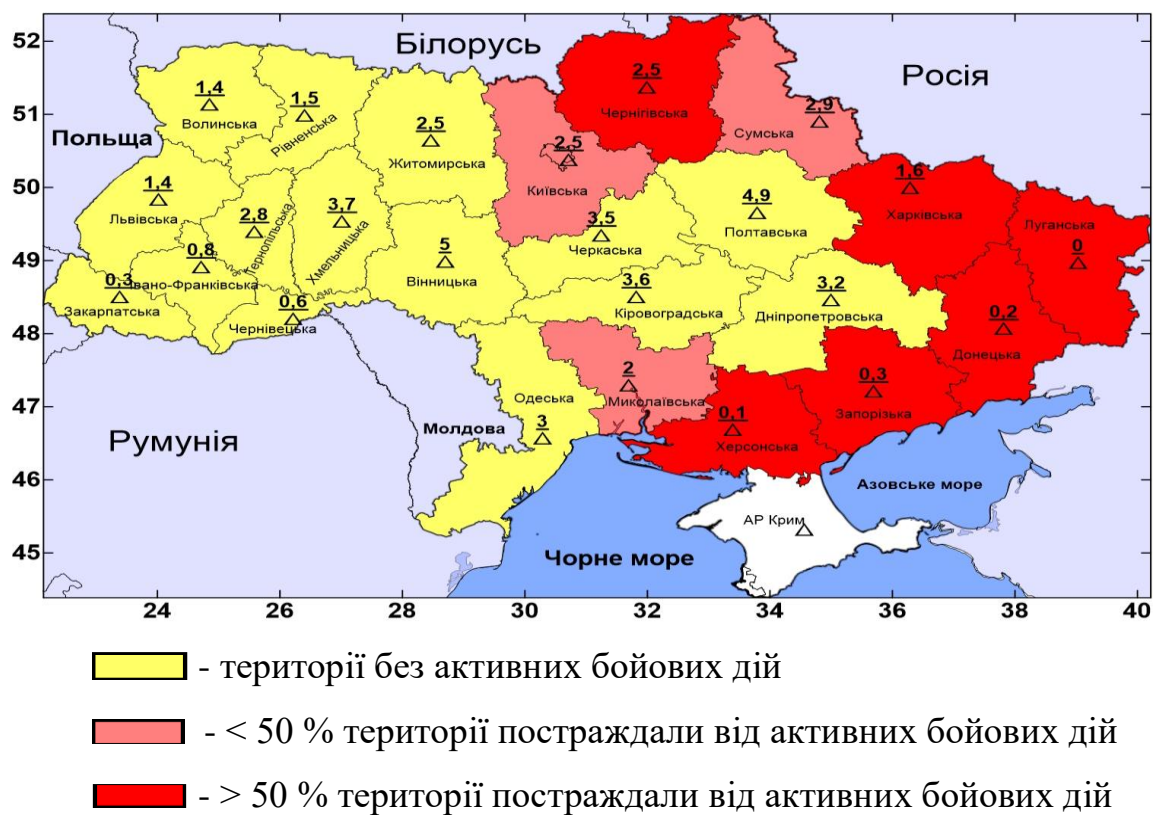 52
Білорусь
Росія
1,4
Волинська
1,5
Рівненська
2,5
Житомирська
2,5
Чернігівська
2,9
Сумська
51
Польща
2,5
Київська
50
1,4
Львівська
2,8
Тернопільська
3,7
Хмельницька
3,5
Черкаська
4,9
Полтавська
1,6
Харківська
Луганська
0
49
0,3
Закарпатська
0,8
Івано-Франківська
0,6
Чернівецька
5
Вінницька
3,6
Кіровоградська
3,2
Дніпропетровська
0,2
Донецька
48
47
Румунія
Молдова
Одеська
3
2
Миколаївська
0,1
Херсонська
0,3
Запорізька
46
Азовське море
АР Крим
45
Чорне море
24 26 28 30 32 34 36 38 40
- території без активних бойових дій
- < 50 % території постраждали від активних бойових дій
- > 50 % території постраждали від активних бойових дій